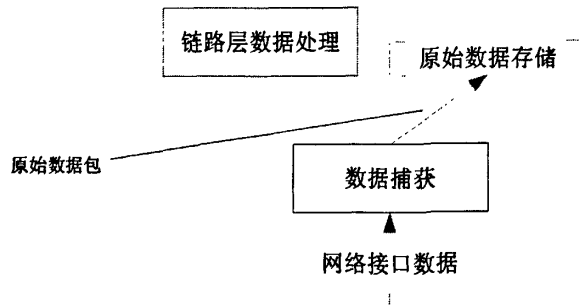 链路层数据处理
原始数据存储
原始数据包
数据捕获
网络接口数据